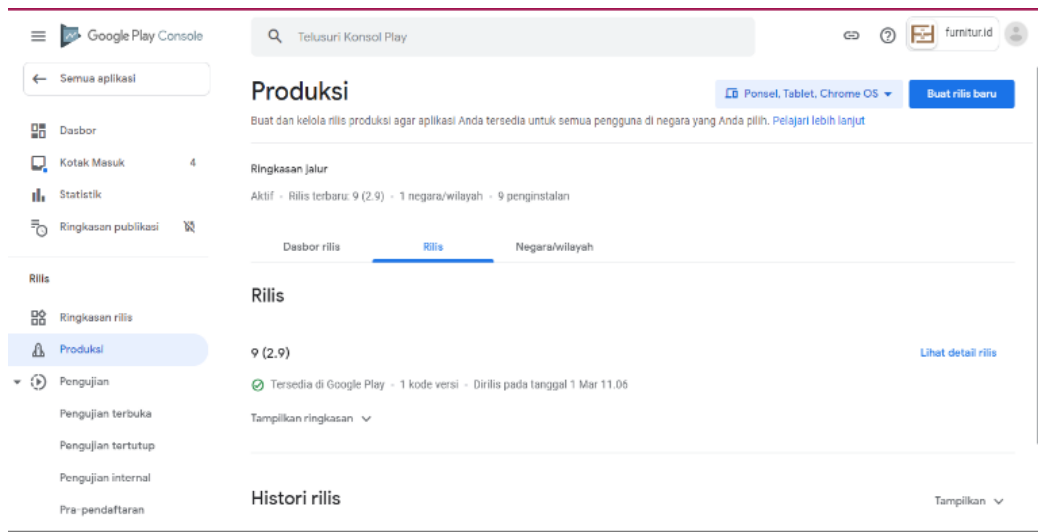 Google Play Console
Telusuri Konsol Play
furnitur.id
Semua aplikasi
Dasbor
Kotak Masuk 4
Statistik
Ringkasan publikasi
Rilis
Ringkasan rilis
Produksi
Pengujian
Pengujian terbuka
Pengujian tertutup
Pengujian internal
Pra-pendaftaran
Produksi
Ponsel, Tablet, Chrome OS
Buat rilis baru
Buat dan kelola rilis produksi agar aplikasi Anda tersedia untuk semua pengguna di negara yang Anda pilih. Pelajari lebih lanjut
Ringkasan jalur
Aktif · Rilis terbaru: 9 (2.9) · 1 negara/wilayah · 9 penginstalan
Dasbor rilis Rilis Negara/wilayah
Rilis
9 (2.9) Lihat detail rilis
Tersedia di Google Play · 1 kode versi · Dirilis pada tanggal 1 Mar 11.06
Tampilkan ringkasan
Histori rilis Tampilkan